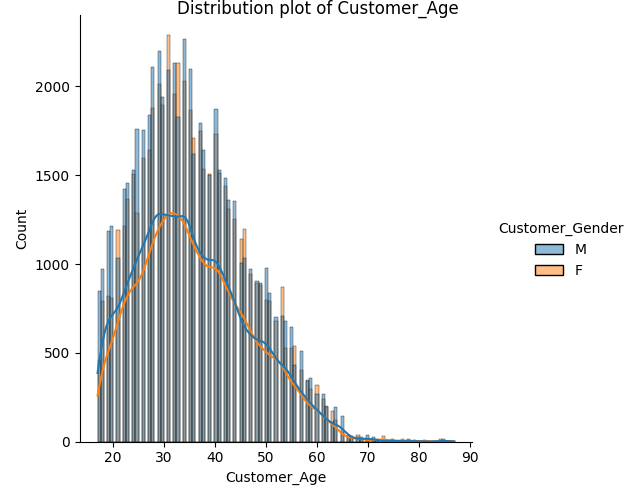 Distribution plot of Customer_Age
2000
1500
1000
500
0
Count
20 30 40 50 60 70 80 90
Customer_Age
Customer_Gender
M
F